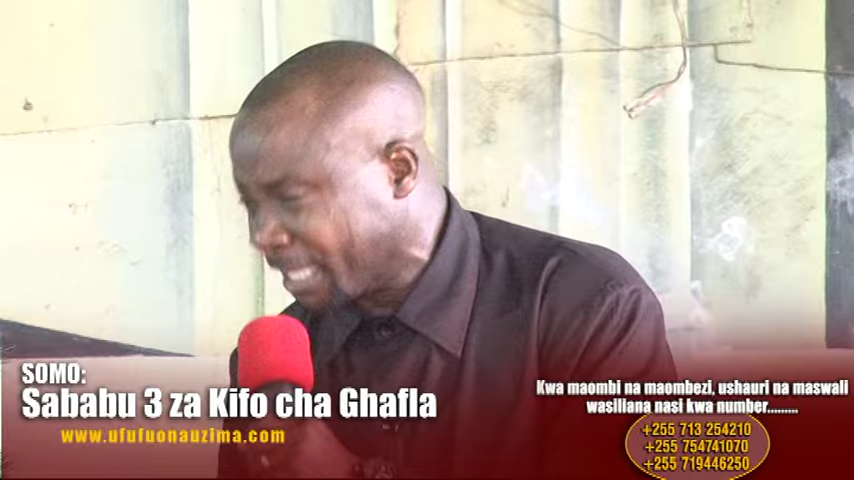 SOMO:
Sababu 3 za Kifo cha Ghafla
www.ufufuonauzima.com
Kwa maombi na maombezi, ushauri na maswali
wasiliana nasi kwa number.........
+255 713 254210
+255 754741070
+255 719446250